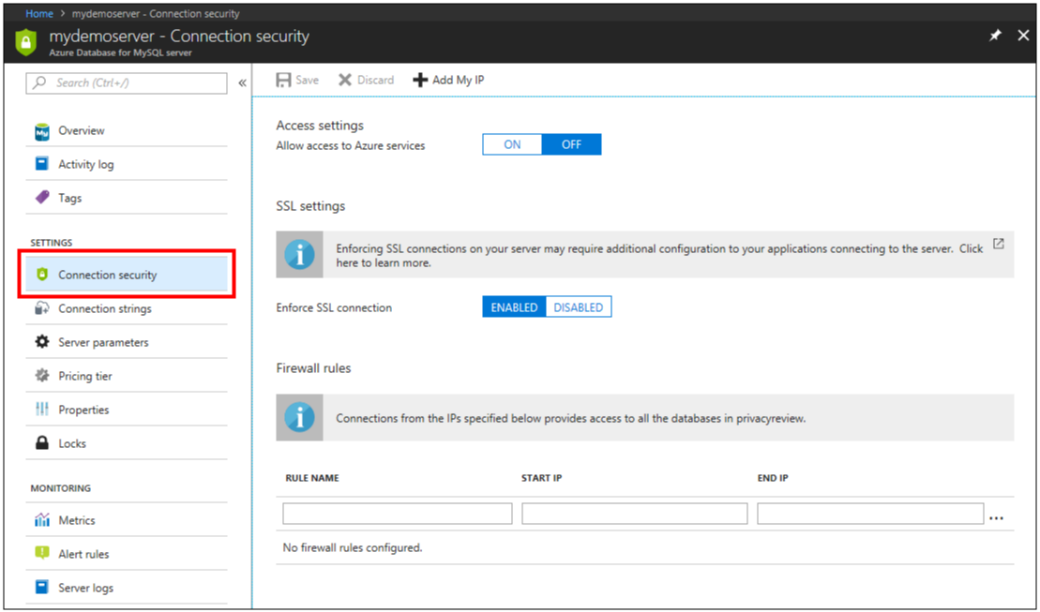 Home > mydemoserver - Connection security
mydemoserver - Connection security
Azure Database for MySQL server
Search (Ctrl+/)
«
Save
Discard
Add My IP
Overview
Activity log
Tags
SETTINGS
Connection security
Connection strings
Server parameters
Pricing tier
Properties
Locks
MONITORING
Metrics
Alert rules
Server logs
Access settings
Allow access to Azure services
ON
OFF
SSL settings
Enforcing SSL connections on your server may require additional configuration to your applications connecting to the server. Click
here to learn more.
Enforce SSL connection
ENABLED
DISABLED
Firewall rules
Connections from the IPs specified below provides access to all the databases in privacyreview.
RULE NAME
START IP
END IP
...
No firewall rules configured.